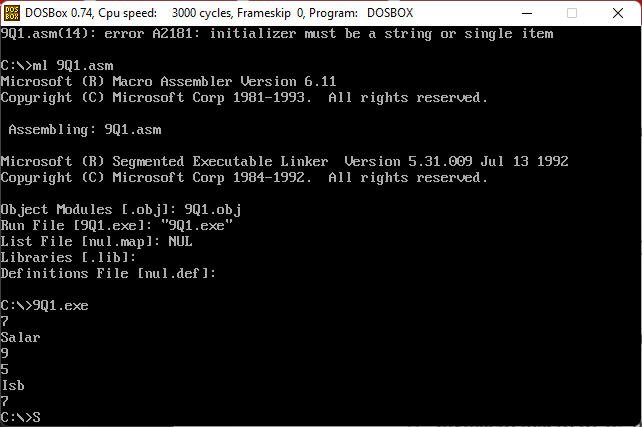 DOSBox 0.74, Cpu speed: 3000 cycles, Frameskip 0, Program: DOSBOX
9Q1.asm(14): error A2181: initializer must be a string or single item
C:\>ml 9Q1.asm
Microsoft (R) Macro Assembler Version 6.11
Copyright (C) Microsoft Corp 1981-1993. All rights reserved.
Assembling: 9Q1.asm
Microsoft (R) Segmented Executable Linker Version 5.31.009 Jul 13 1992
Copyright (C) Microsoft Corp 1984-1992. All rights reserved.
Object Modules [.obj]: 9Q1.obj
Run File [9Q1.exe]: "9Q1.exe"
List File [nul.map]: NUL
Libraries [.lib]:
Definitions File [nul.def]:
C:\>9Q1.exe
7
Salar
9
5
Isb
7
C:\>S